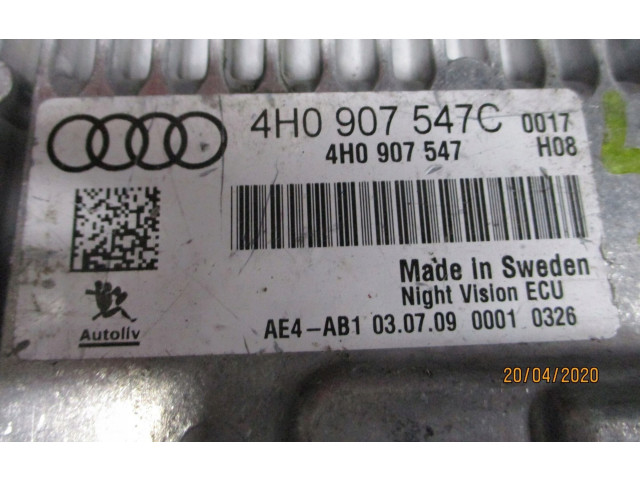 4H0 907 547C 0017
4H0 907 547 H08
Made in Sweden
Night Vision ECU
Autoliv
AE4-AB1 03.07.09 0001 0326
20/04/2020